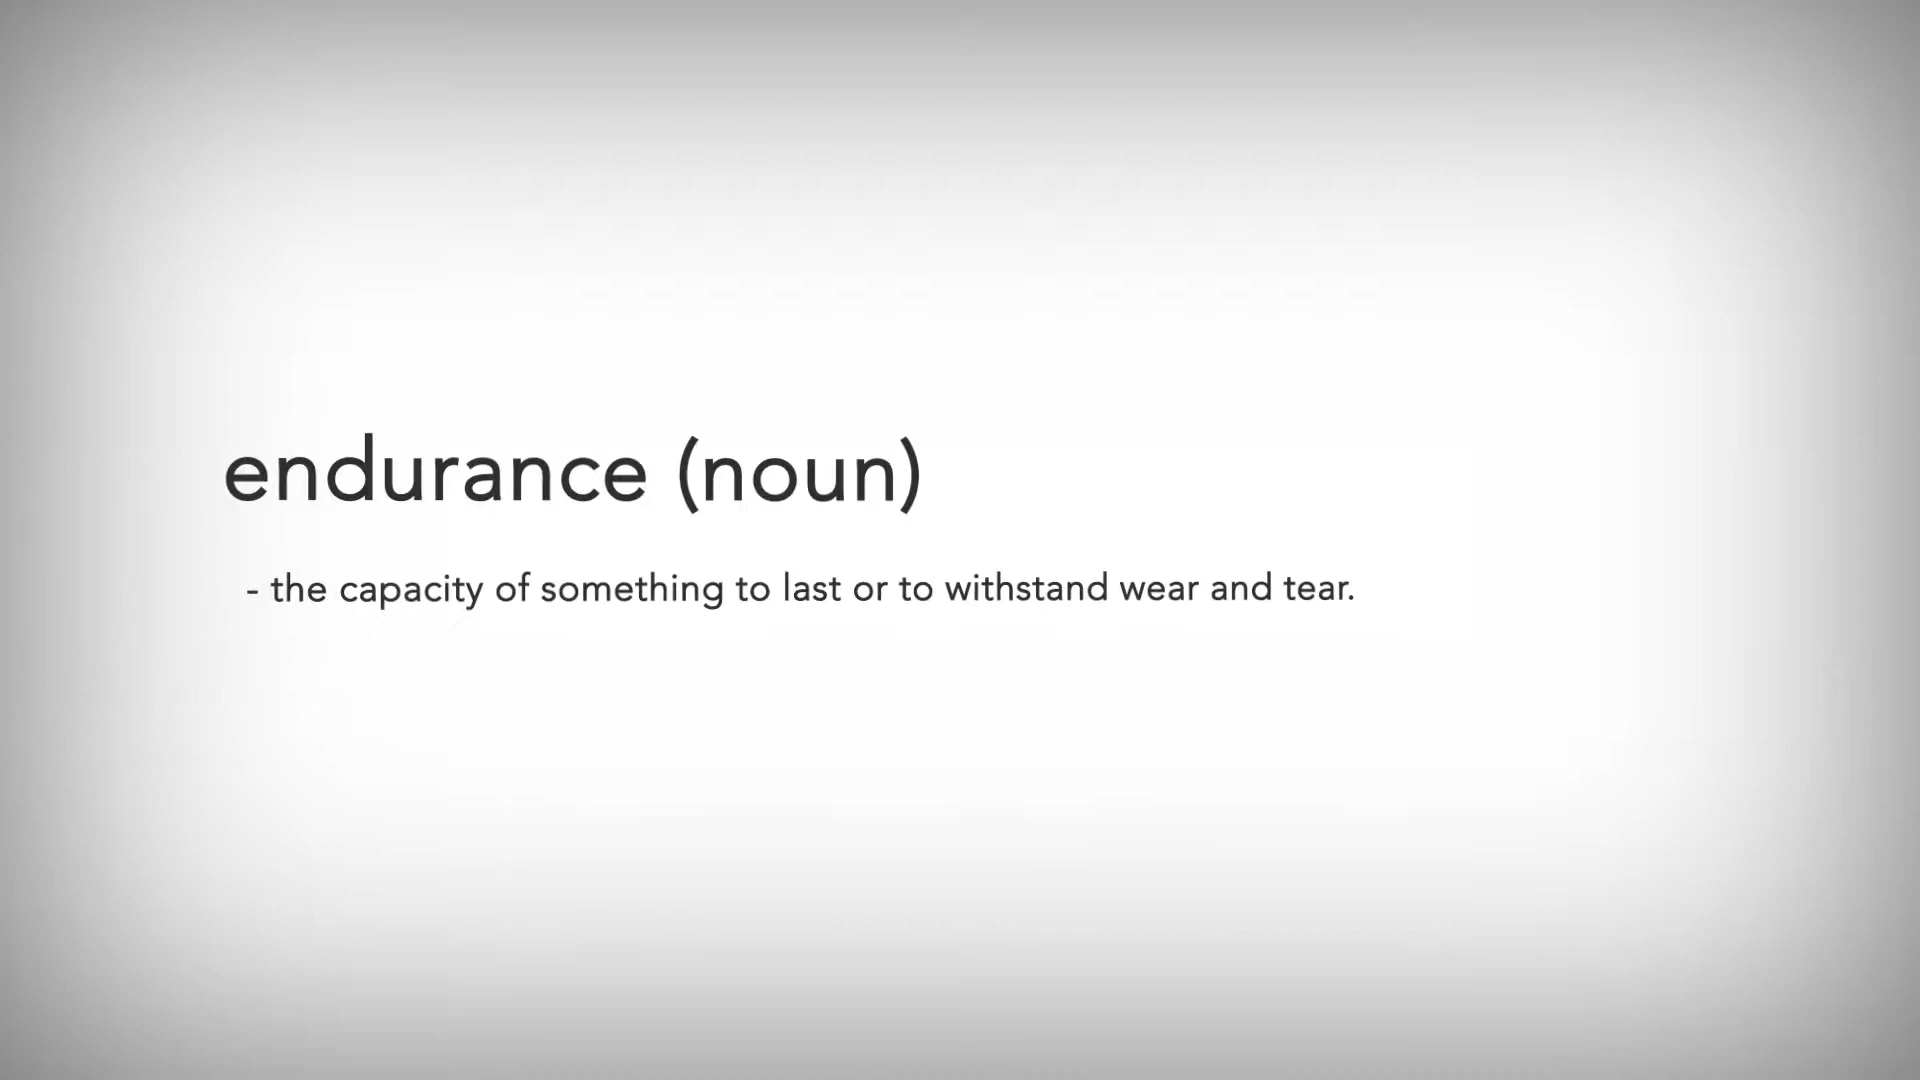 endurance (noun)
- the capacity of something to last or to withstand wear and tear.